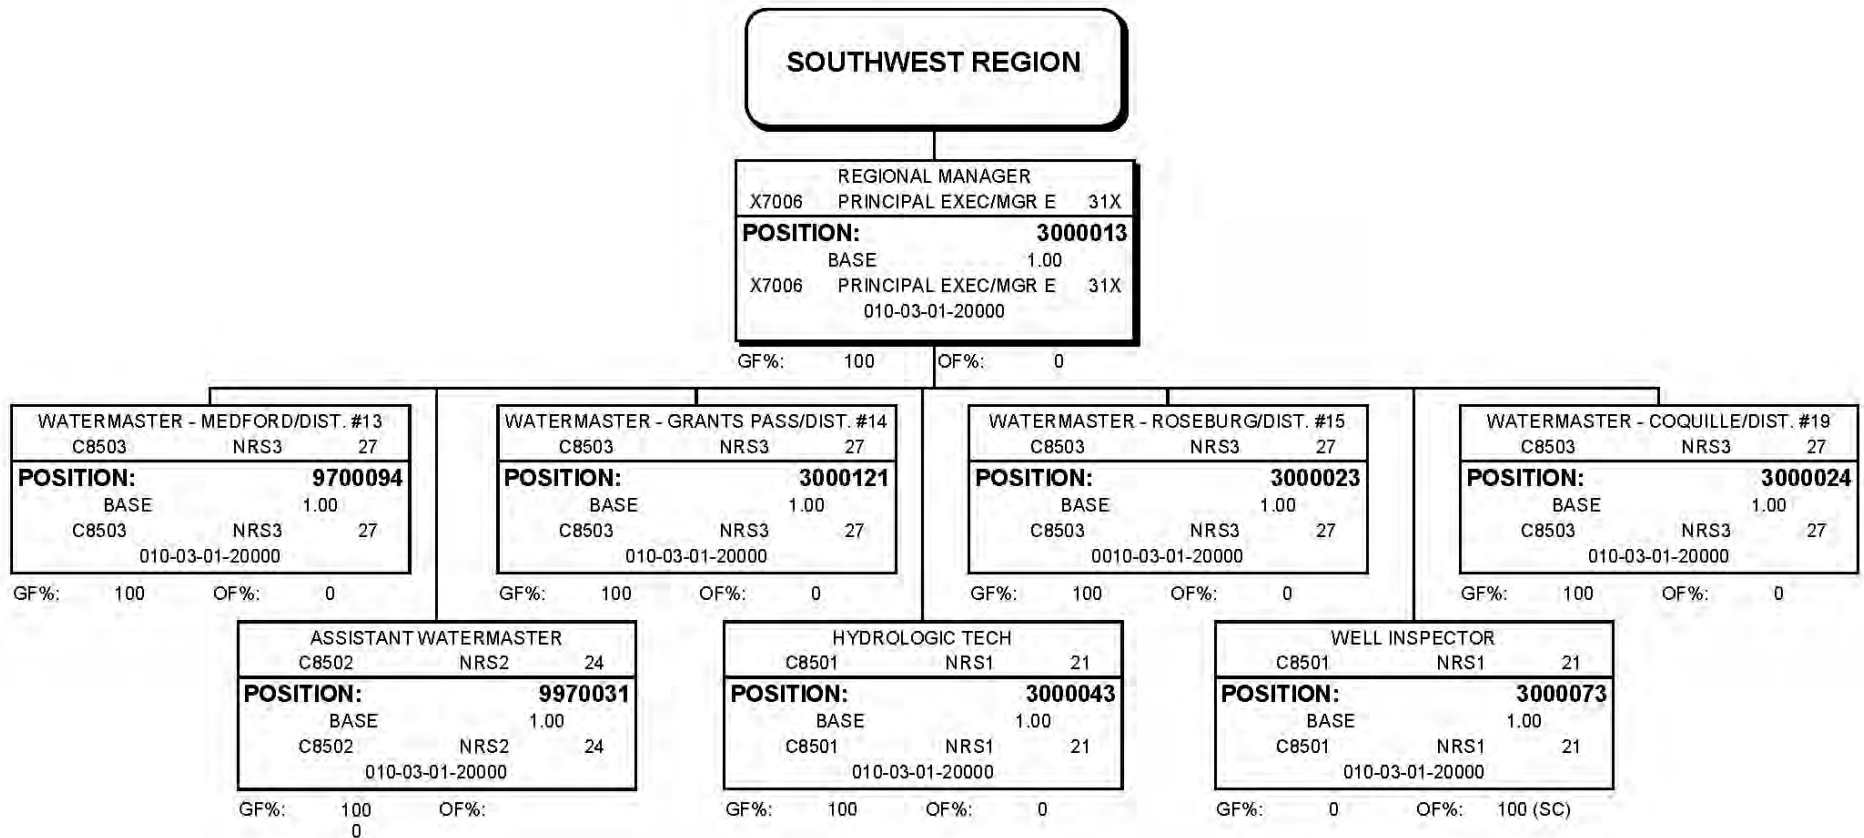 SOUTHWEST REGION
REGIONAL MANAGER
X7006 PRINCIPAL EXEC/MGR E 31X
POSITION: 3000013
BASE 1.00
X7006 PRINCIPAL EXEC/MGR E 31X
010-03-01-20000
GF%: 100 OF%: 0
WATERMASTER - MEDFORD/DIST. #13
C8503 NRS3 27
POSITION: 9700094
BASE 1.00
C8503 NRS3 27
010-03-01-20000
GF%: 100 OF%: 0
WATERMASTER - GRANTS PASS/DIST. #14
C8503 NRS3 27
POSITION: 3000121
BASE 1.00
C8503 NRS3 27
010-03-01-20000
GF%: 100 OF%: 0
WATERMASTER - ROSEBURG/DIST. #15
C8503 NRS3 27
POSITION: 3000023
BASE 1.00
C8503 NRS3 27
0010-03-01-20000
GF%: 100 OF%: 0
WATERMASTER - COQUILLE/DIST. #19
C8503 NRS3 27
POSITION: 3000024
BASE 1.00
C8503 NRS3 27
010-03-01-20000
GF%: 100 OF%: 0
ASSISTANT WATERMASTER
C8502 NRS2 24
POSITION: 9970031
BASE 1.00
C8502 NRS2 24
010-03-01-20000
GF%: 100 OF%:
0
HYDROLOGIC TECH
C8501 NRS1 21
POSITION: 3000043
BASE 1.00
C8501 NRS1 21
010-03-01-20000
GF%: 100 OF%: 0
WELL INSPECTOR
C8501 NRS1 21
POSITION: 3000073
BASE 1.00
C8501 NRS1 21
010-03-01-20000
GF%: 0 OF%: 100 (SC)